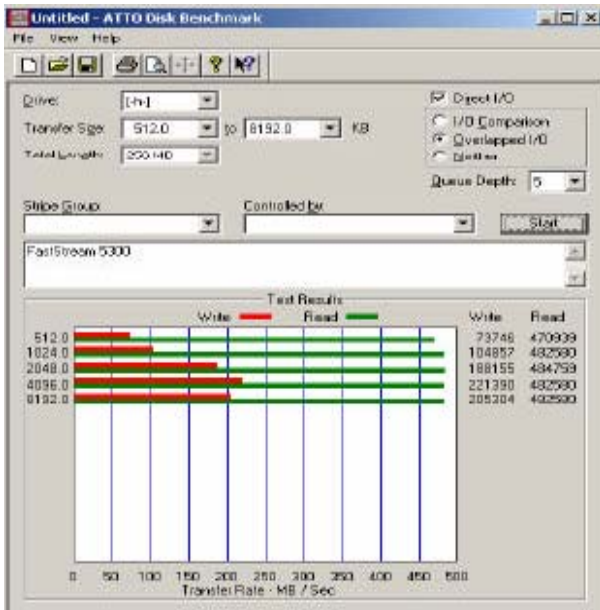 Untitled - ATTO Disk Benchmark
File View Help
Drive: [-h-]
Direct I/O
Transfer Size: 512.0 to 8192.0 KB
I/O Comparison
Total Length:
Overlapped I/O
Neither
Queue Depth: 5
Stripe Group: Controlled by:
Start
FastStream 5300
Test Results
Write Read Write Read
512.0 73746 470939
1024.0 104857 482580
2048.0 188155 484759
4096.0 221390 482580
8192.0 205304 482580
0 50 100 150 200 250 300 350 400 450 500
Transfer Rate - MB / Sec